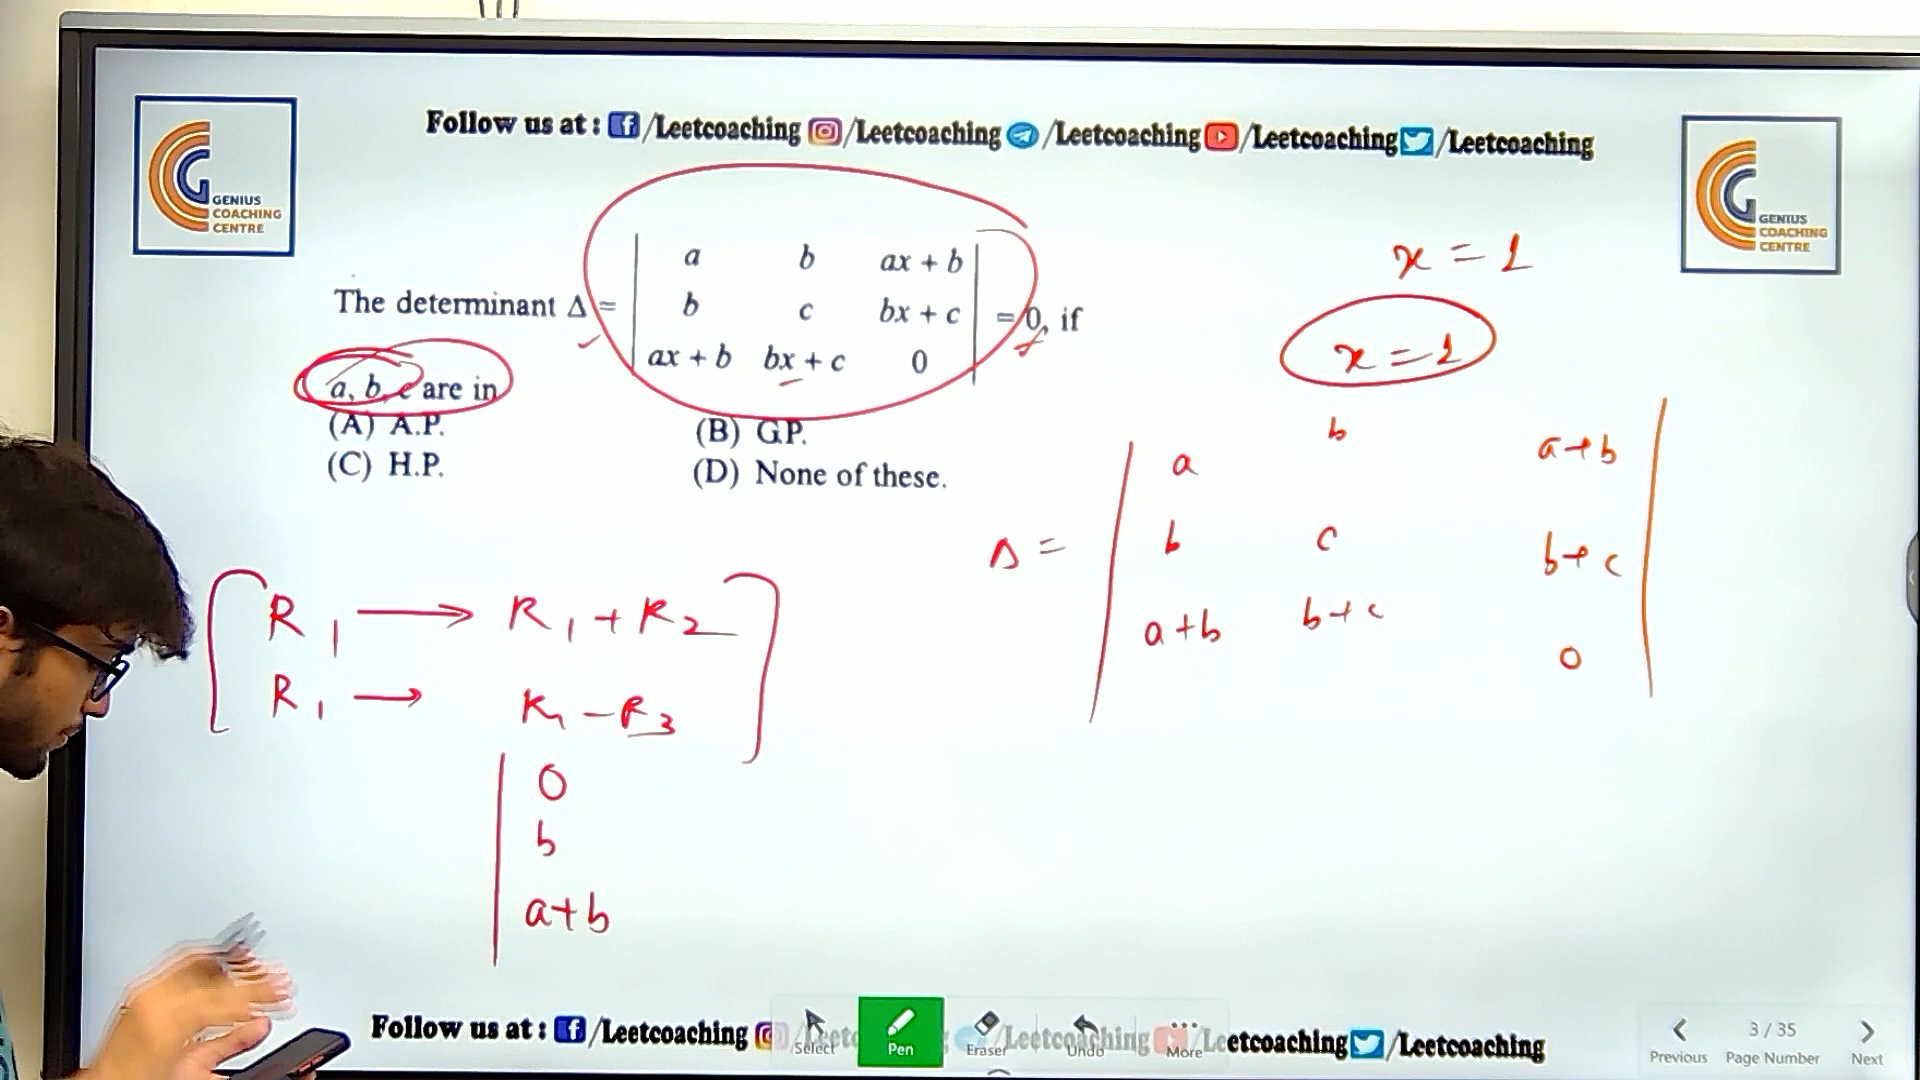 GENIUS
COACHING
CENTRE
Follow us at : /Leetcoaching /Leetcoaching /Leetcoaching /Leetcoaching /Leetcoaching
GENIUS
COACHING
CENTRE
The determinant Δ = | a b ax + b |
| b c bx + c | = 0, if
| ax + b bx + c 0 |
a, b, c are in
(A) A.P. (B) G.P.
(C) H.P. (D) None of these.
x = 1
x = 1
Δ = | a b a+b |
| b c b+c |
| a+b b+c 0 |
R1 → R1 + R2
R1 → R1 - R3
0
b
a+b
Follow us at : /Leetcoaching /Leetcoaching /Leetcoaching /Leetcoaching
Select
Pen
Eraser
Undo
More
3 / 35
Previous Page Number Next